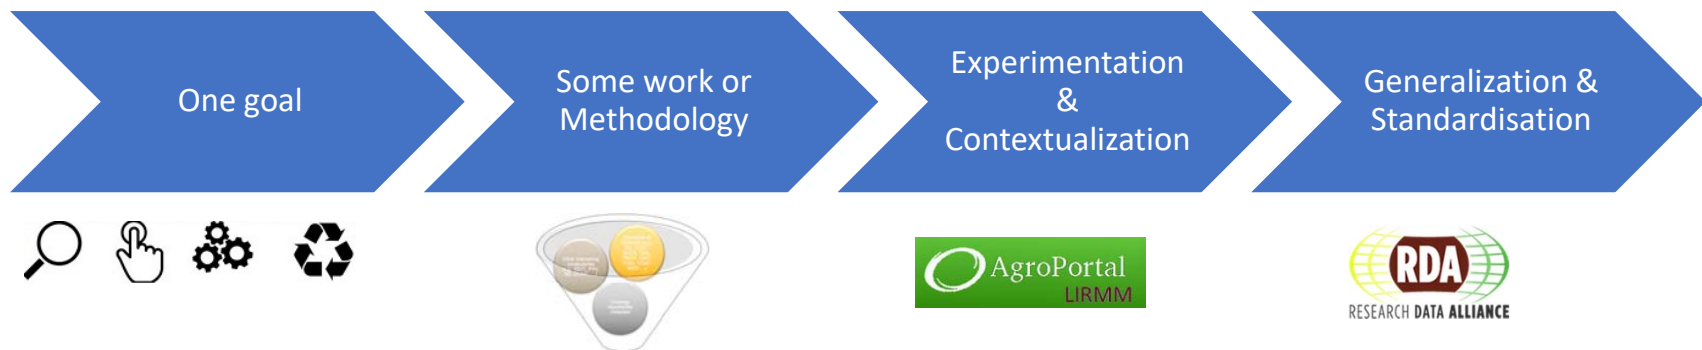 One goal
Some work or
Methodology
Experimentation
&
Contextualization
Generalization &
Standardisation
AgroPortal
LIRMM
RDA
RESEARCH DATA ALLIANCE